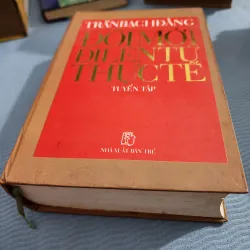 TRẦN BẠCH ĐẰNG
ĐỔI MỚI
ĐI LÊN TỪ
THỰC TẾ
TUYỂN TẬP
NHÀ XUẤT BẢN TRẺ